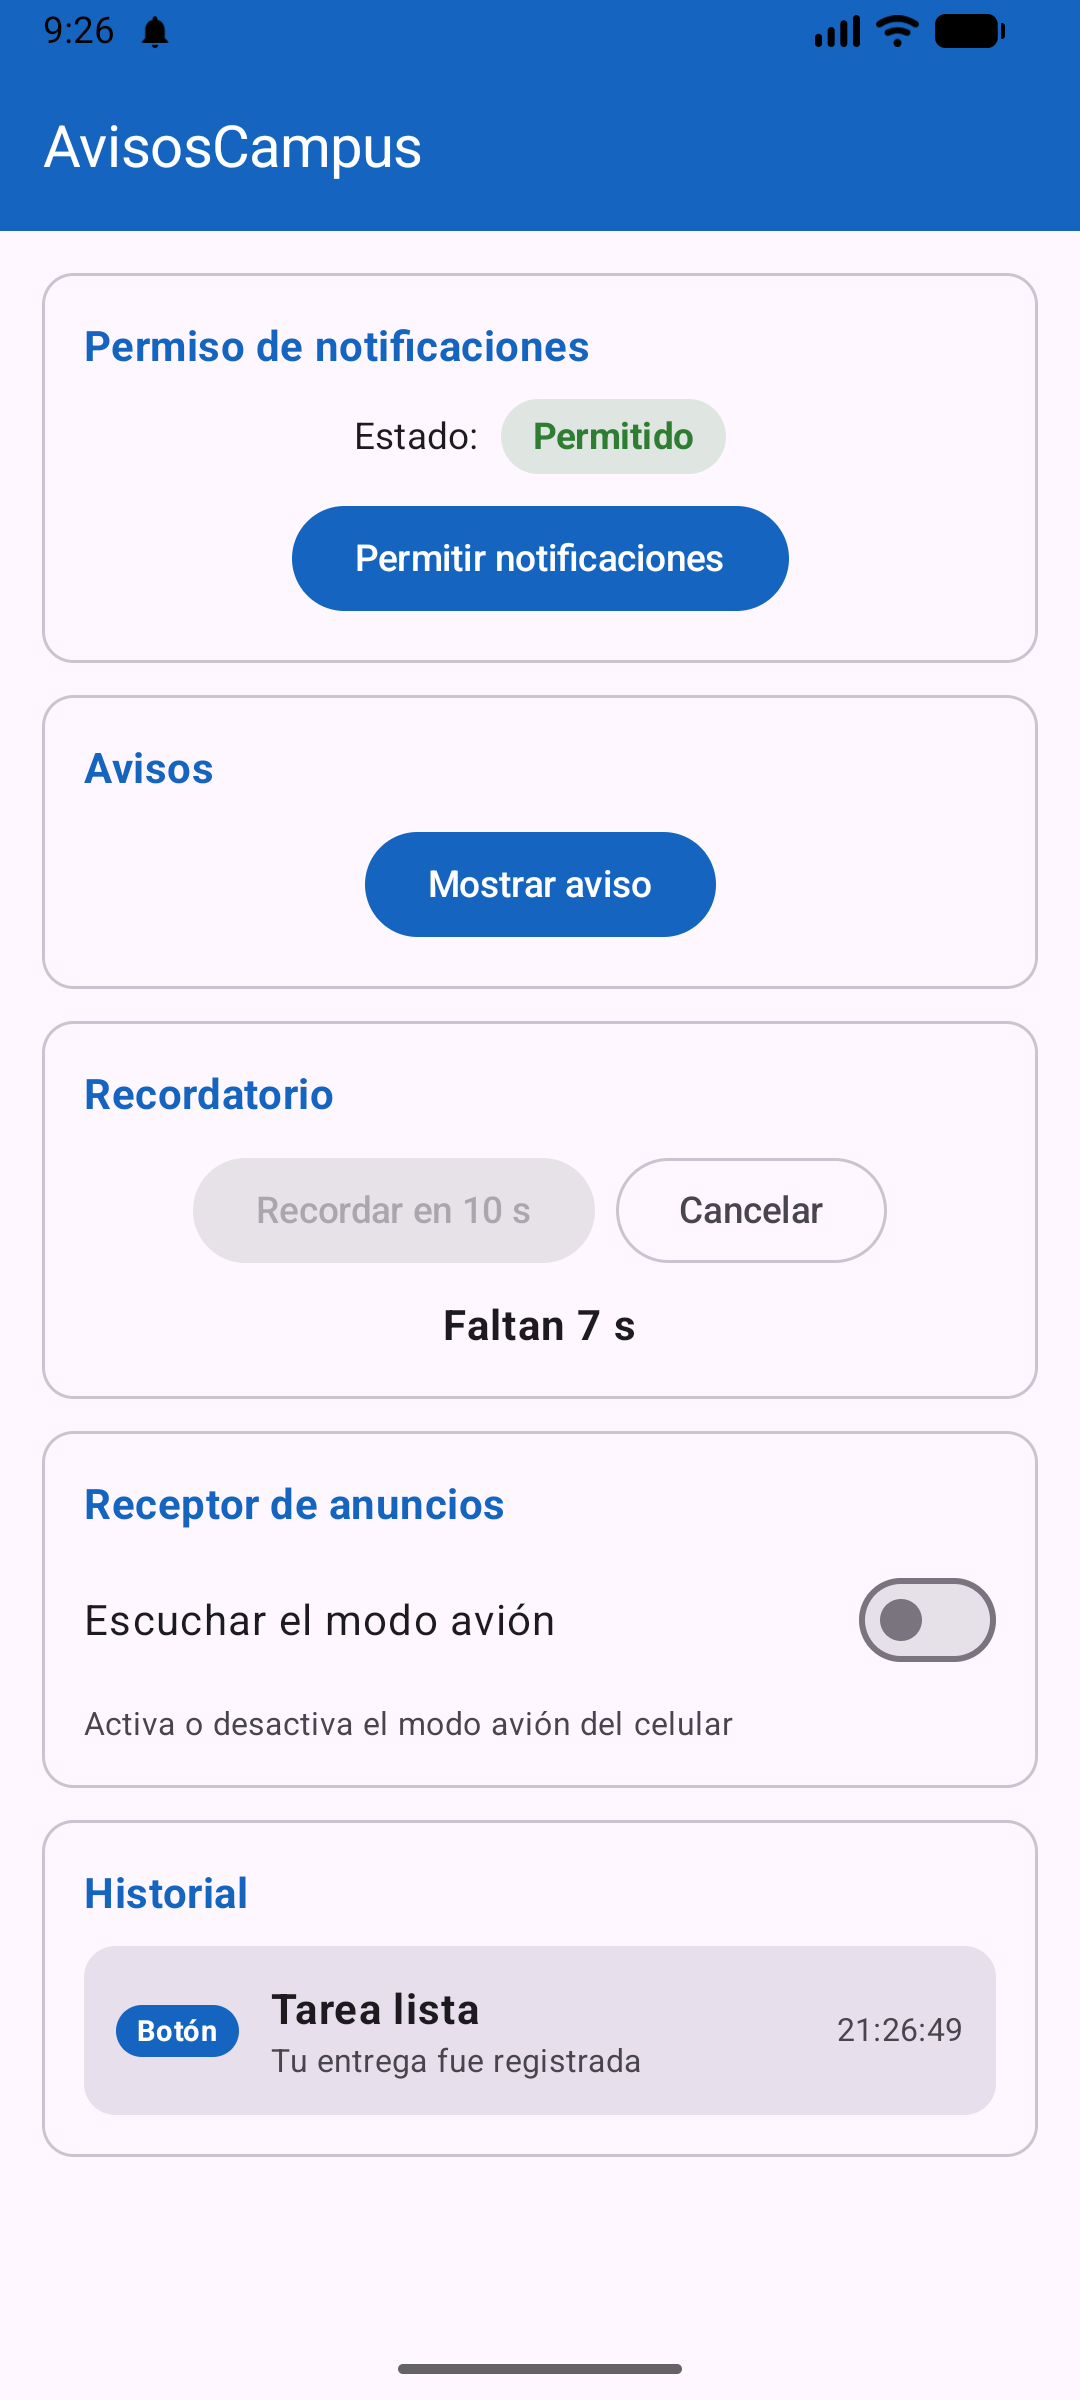 9:26
AvisosCampus
Permiso de notificaciones
Estado: Permitido
Permitir notificaciones
Avisos
Mostrar aviso
Recordatorio
Recordar en 10 s Cancelar
Faltan 7 s
Receptor de anuncios
Escuchar el modo avión
Activa o desactiva el modo avión del celular
Historial
Botón Tarea lista 21:26:49
Tu entrega fue registrada